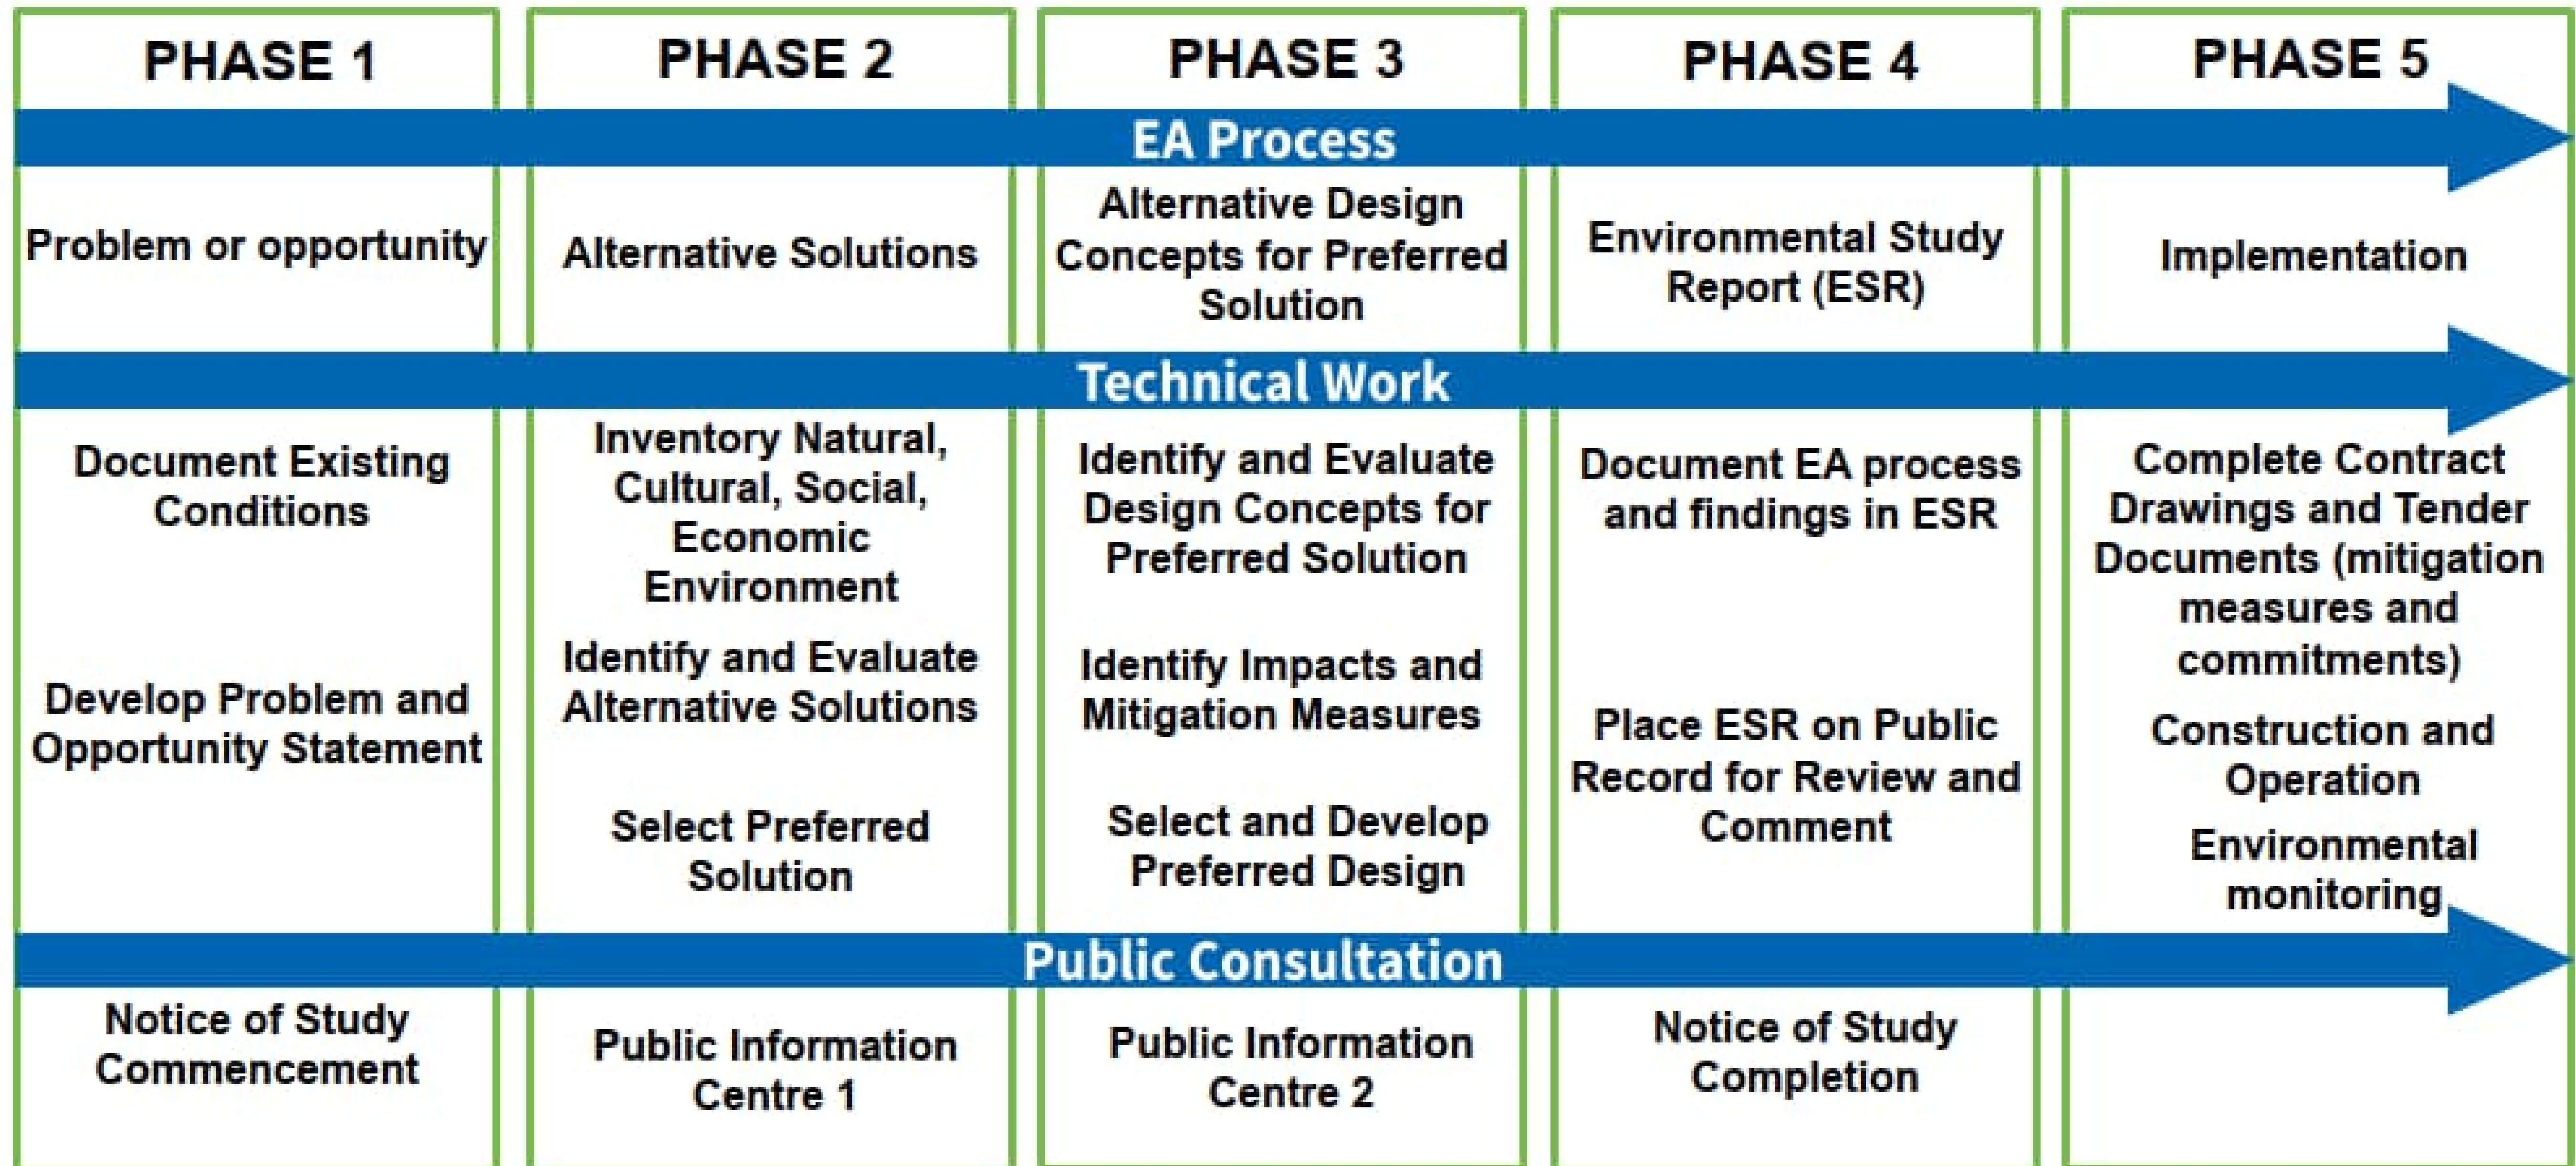 PHASE 1
PHASE 2
PHASE 3
PHASE 4
PHASE 5
EA Process
Problem or opportunity
Alternative Solutions
Alternative Design
Concepts for Preferred
Solution
Environmental Study
Report (ESR)
Implementation
Technical Work
Document Existing
Conditions
Develop Problem and
Opportunity Statement
Inventory Natural,
Cultural, Social,
Economic
Environment
Identify and Evaluate
Alternative Solutions
Select Preferred
Solution
Identify and Evaluate
Design Concepts for
Preferred Solution
Identify Impacts and
Mitigation Measures
Select and Develop
Preferred Design
Document EA process
and findings in ESR
Place ESR on Public
Record for Review and
Comment
Complete Contract
Drawings and Tender
Documents (mitigation
measures and
commitments)
Construction and
Operation
Environmental
monitoring
Public Consultation
Notice of Study
Commencement
Public Information
Centre 1
Public Information
Centre 2
Notice of Study
Completion